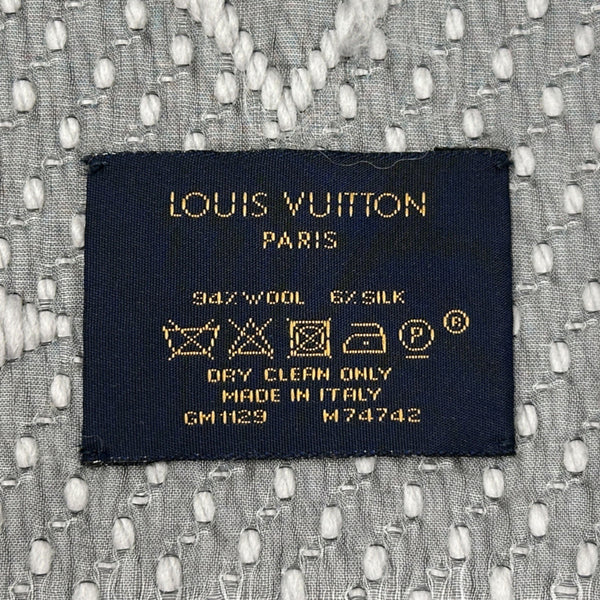 LOUIS VUITTON
PARIS
94% WOOL 6% SILK
P ®
DRY CLEAN ONLY
MADE IN ITALY
GM1129 M74742